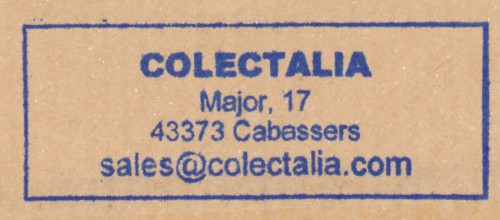 COLECTALIA
Major, 17
43373 Cabassers
sales@colectalia.com